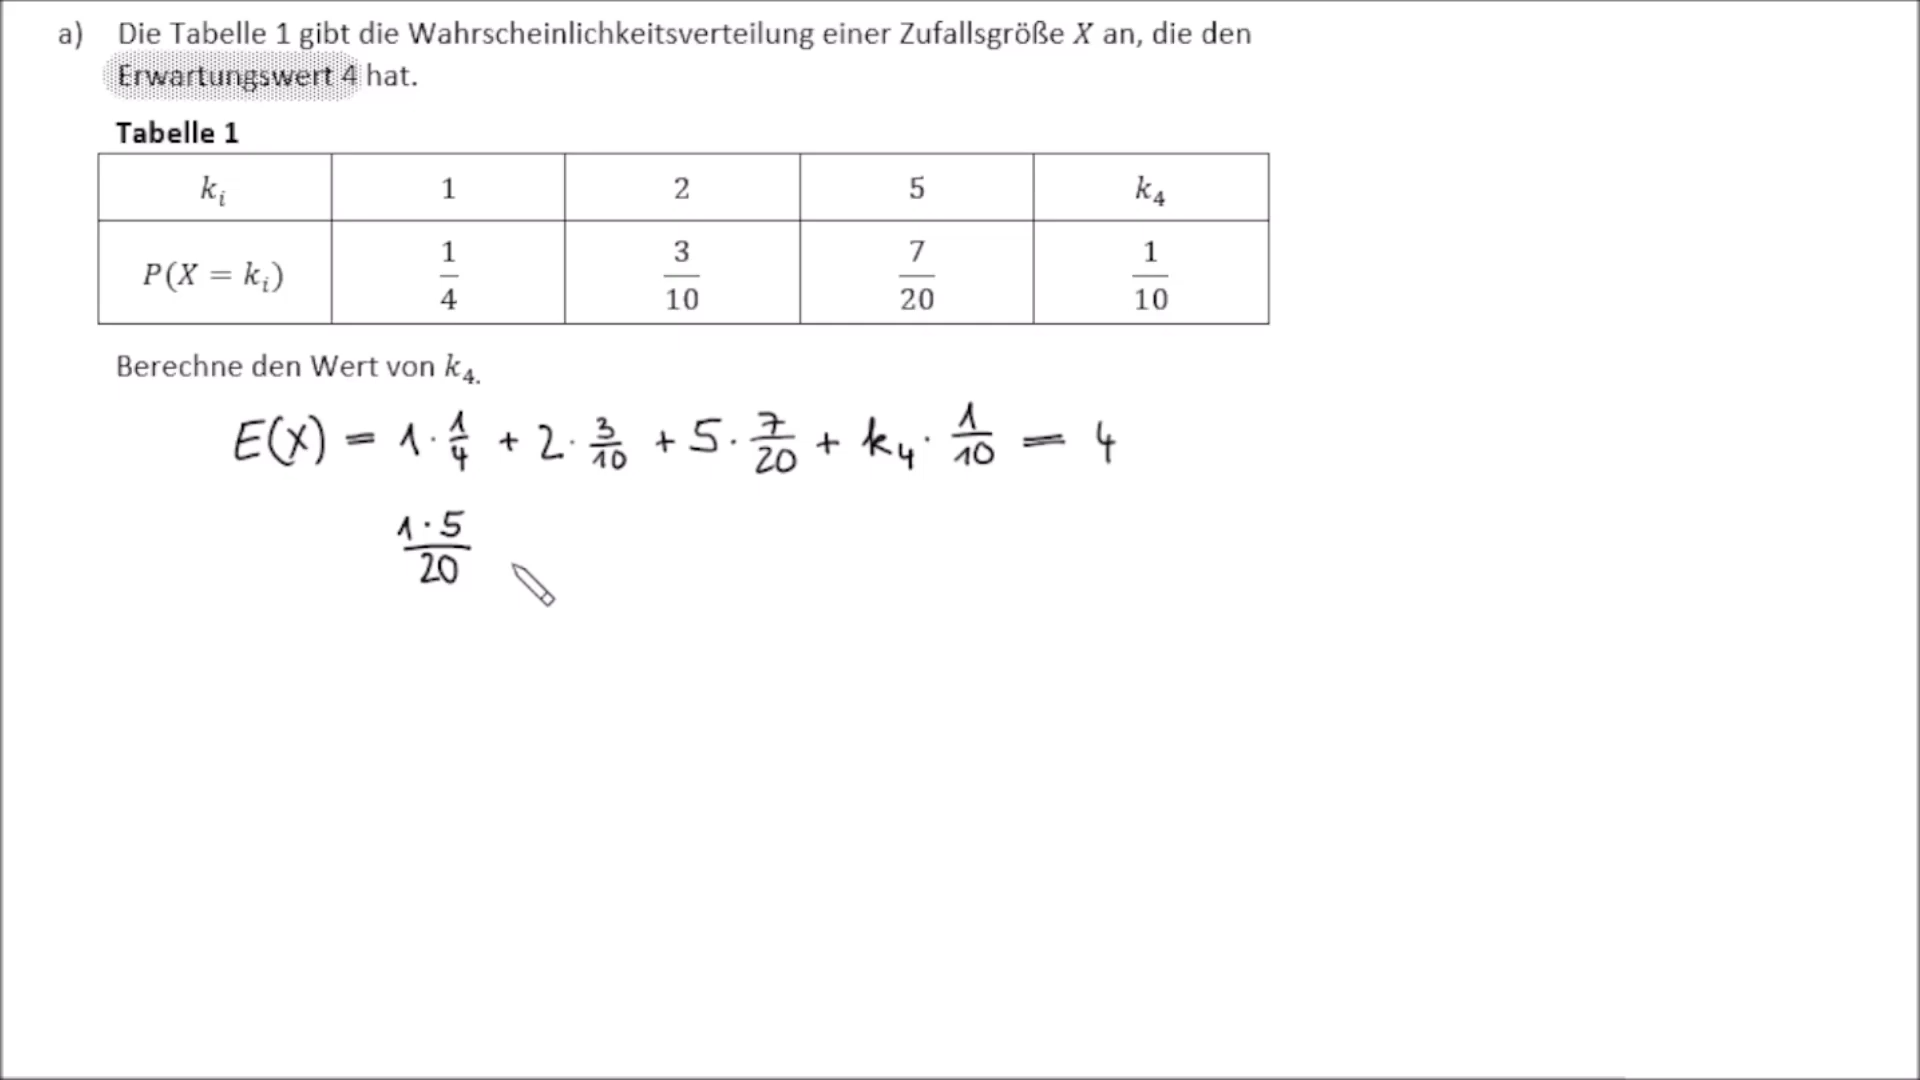 a) Die Tabelle 1 gibt die Wahrscheinlichkeitsverteilung einer Zufallsgröße X an, die den
Erwartungswert 4 hat.
Tabelle 1
kᵢ 1 2 5 k₄
P(X = kᵢ) 1/4 3/10 7/20 1/10
Berechne den Wert von k₄.
E(X) = 1 · 1/4 + 2 · 3/10 + 5 · 7/20 + k₄ · 1/10 = 4
1·5/20